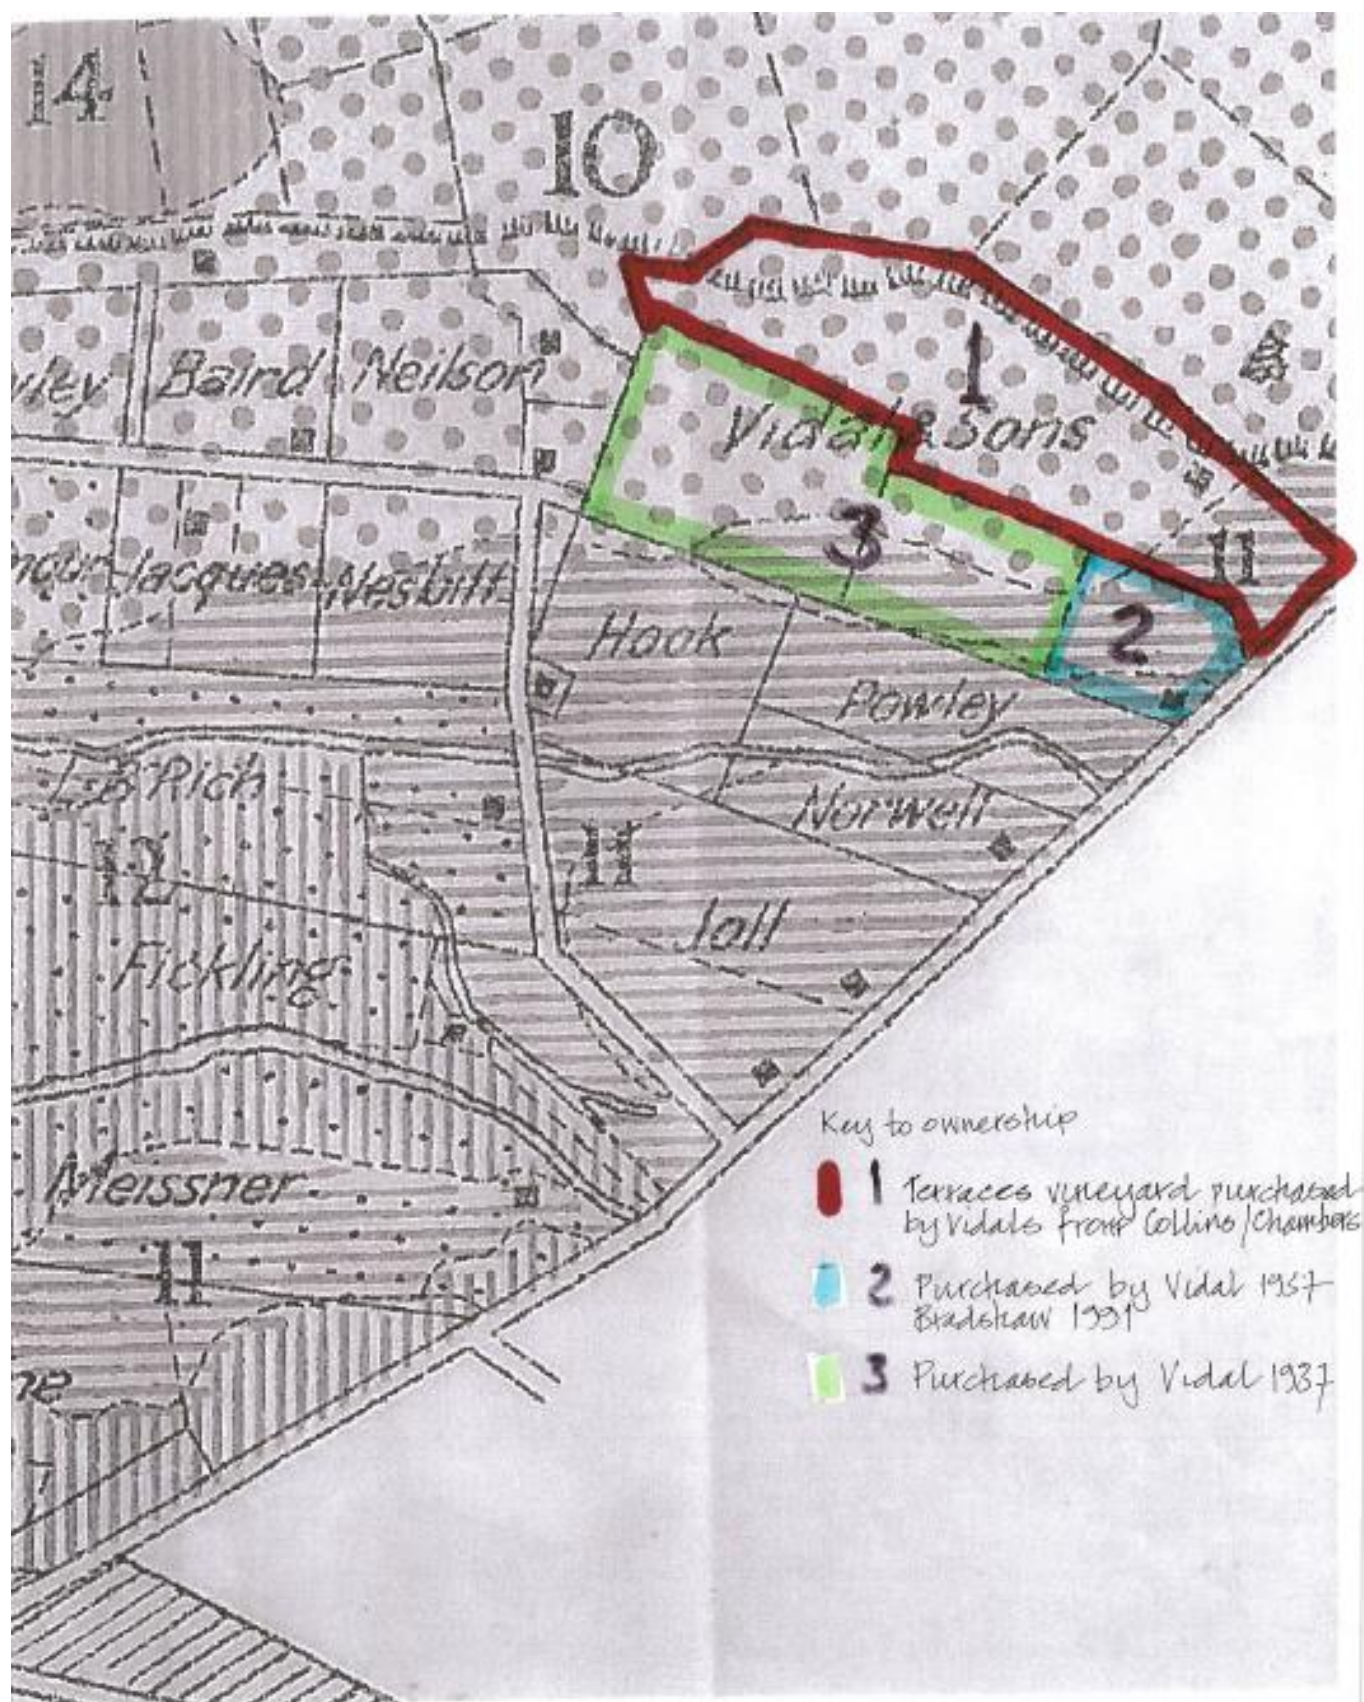 14
10
1
Baird
Neilson
Vidal & Sons
3
11
Jacques
Nesbitt
2
Hook
Powley
Rich
Norwell
12
11
Joll
Fickling
Key to ownership
1 Terraces vineyard purchased
by Vidals from Collins/Chambers
Meissner
11
2 Purchased by Vidal 1937
Bradshaw 1991
3 Purchased by Vidal 1937